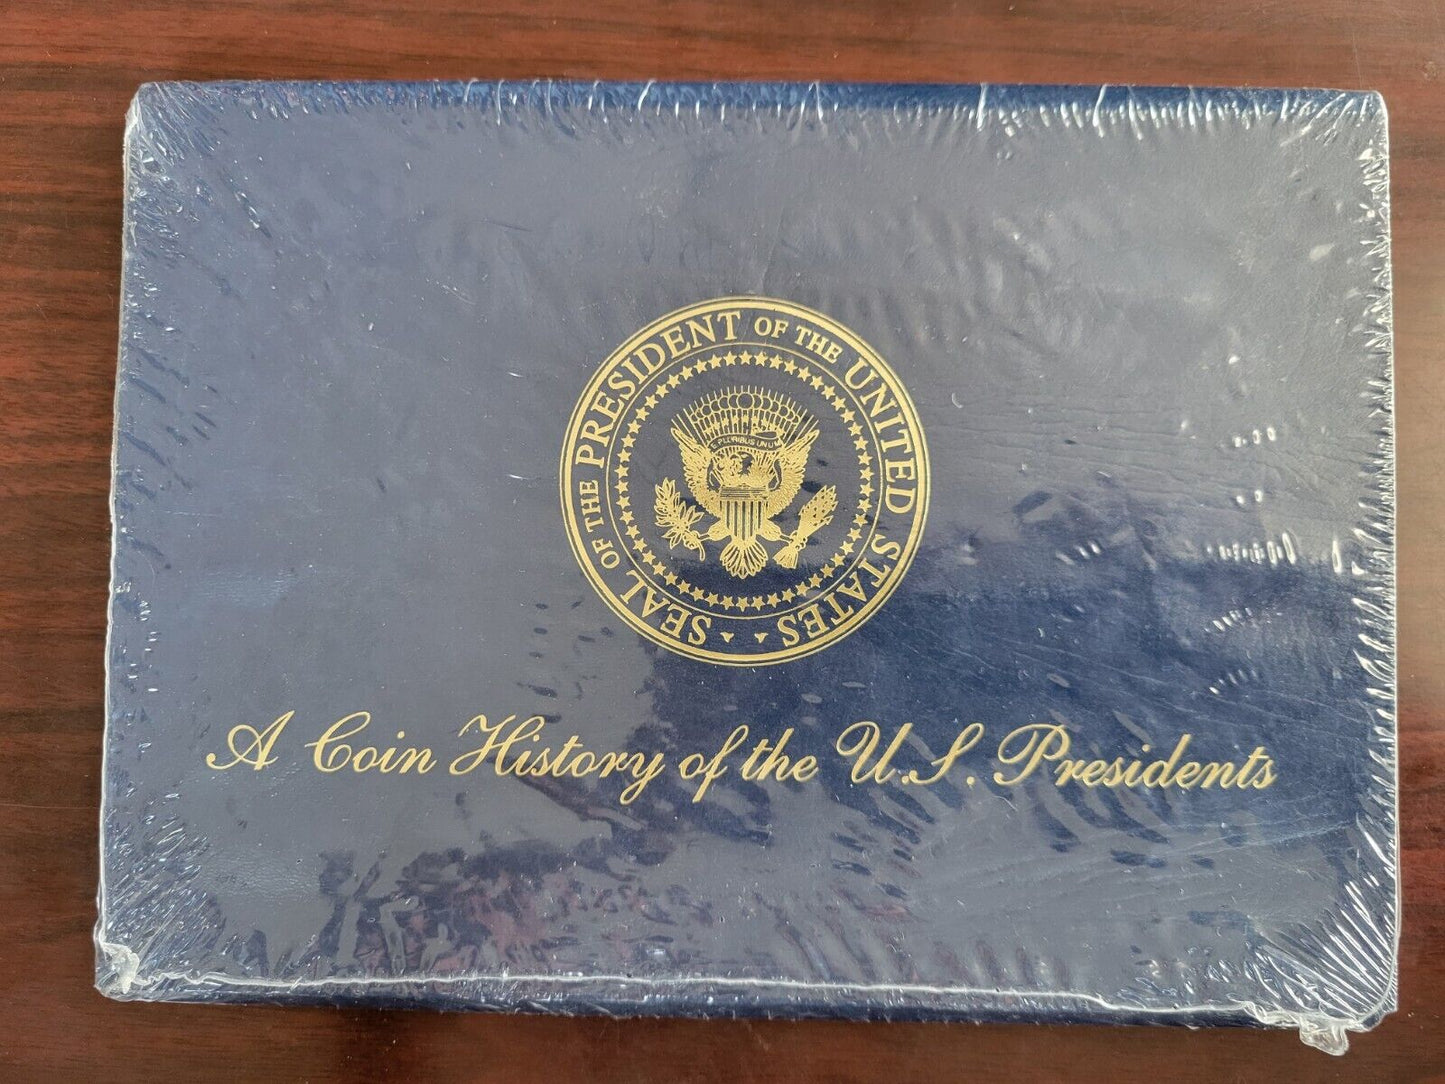 SEAL OF THE PRESIDENT OF THE UNITED STATES
E PLURIBUS UNUM
A Coin History of the U.S. Presidents